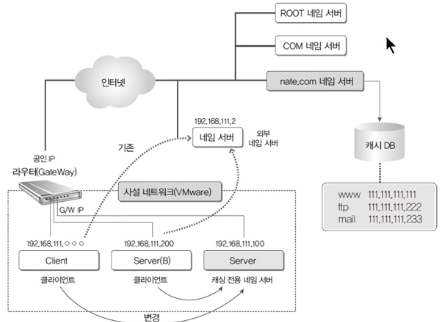 ROOT 네임 서버
COM 네임 서버
인터넷
nate.com 네임 서버
192.168.111.2
네임 서버
외부
네임 서버
기존
캐시 DB
공인 IP
라우터(GateWay)
사설 네트워크(VMware)
www 111.111.111.111
ftp 111.111.111.222
mail 111.111.111.233
G/W IP
192.168.111.○○○
192.168.111.200
192.168.111.100
Client
Server(B)
Server
클라이언트
클라이언트
캐싱 전용 네임 서버
변경